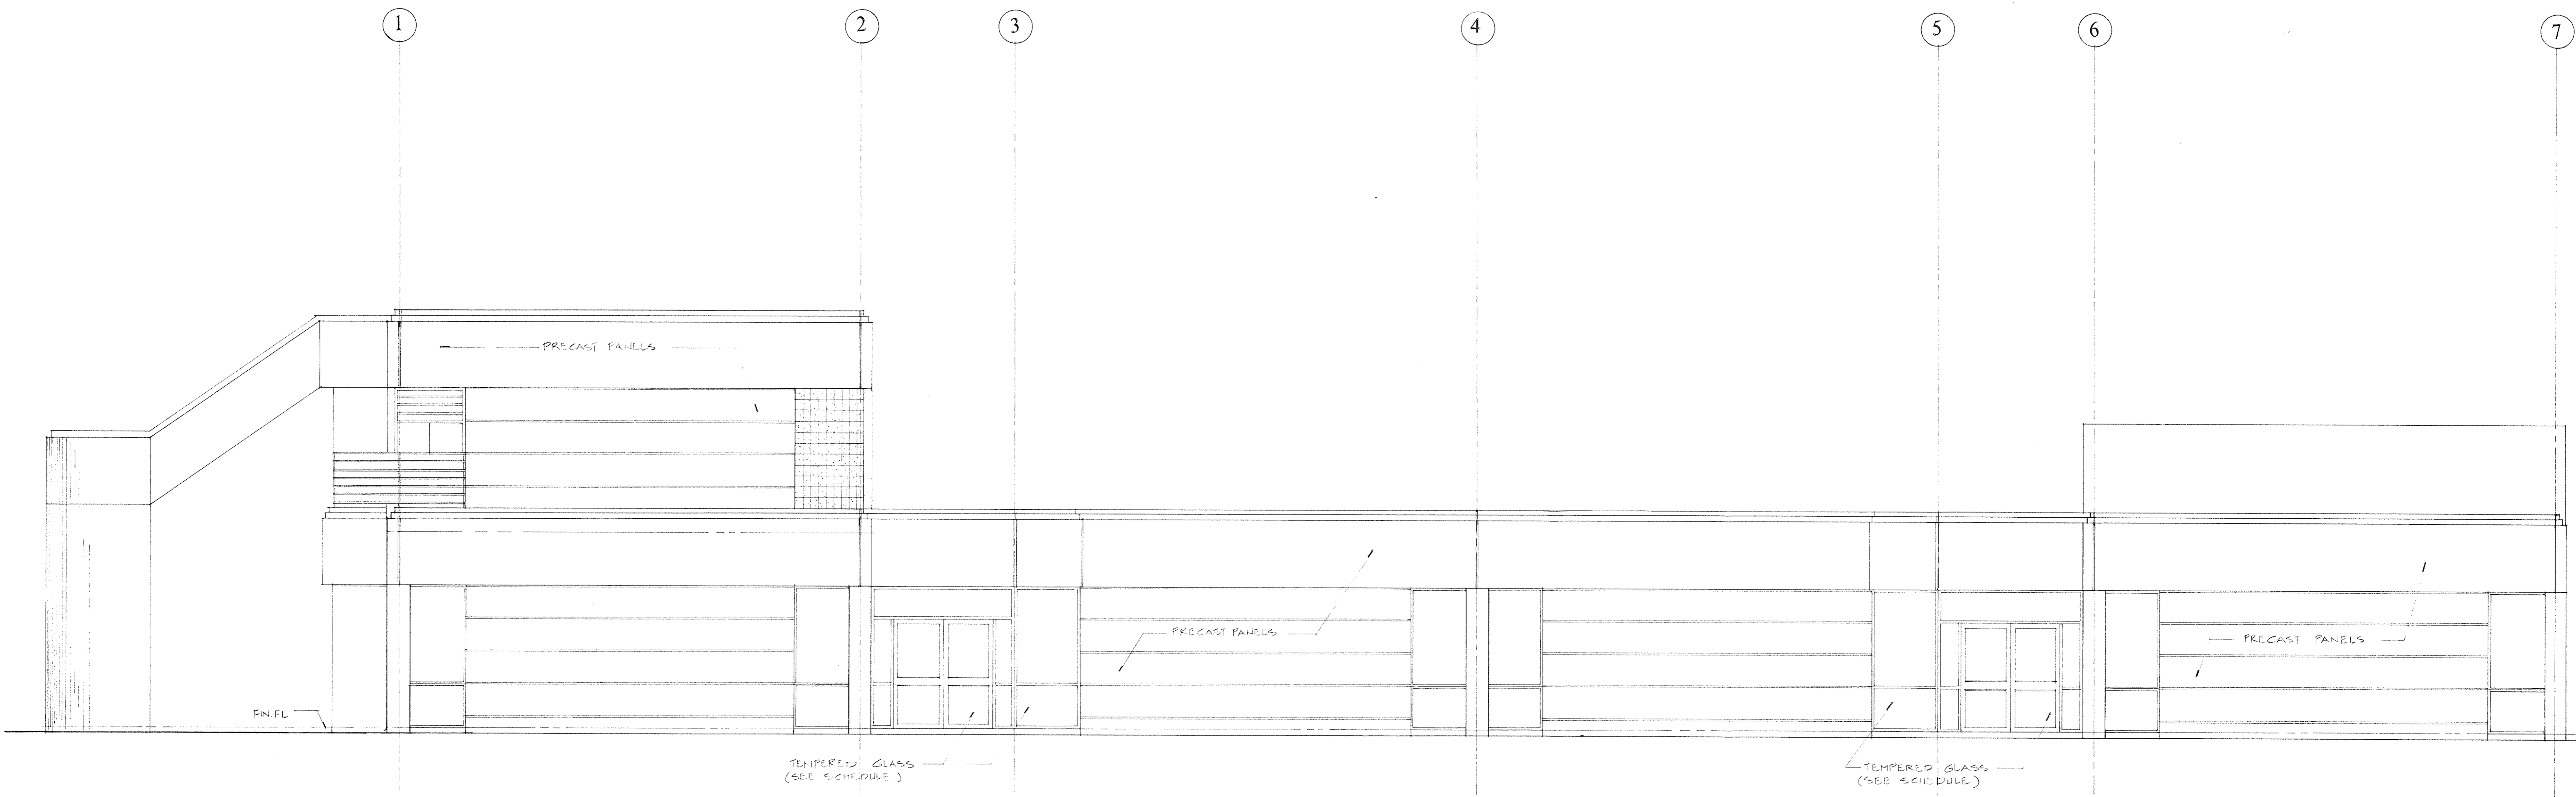 1
2
3
4
5
6
7
PRECAST PANELS
PRECAST PANELS
PRECAST PANELS
FIN.FL
TEMPERED GLASS
(SEE SCHEDULE)
TEMPERED GLASS
(SEE SCHEDULE)